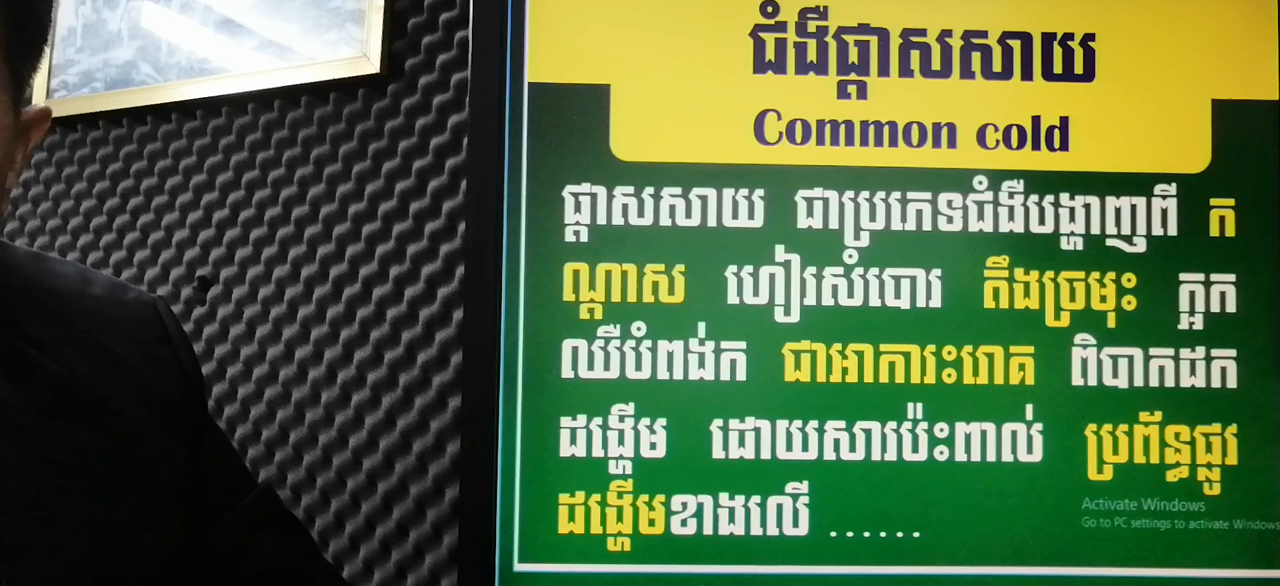 ជំងឺផ្តាសសាយ
Common cold
ផ្តាសសាយ ជាប្រភេទជំងឺបង្ហាញពី ក
ណ្តាស ហៀរសំបោរ តឹងច្រមុះ ក្អក
ឈឺបំពង់ក ជាអាការះរោគ ពិបាកដក
ដង្ហើម ដោយសារប៉ះពាល់ ប្រព័ន្ធផ្លូវ
ដង្ហើមខាងលើ ......
Activate Windows
Go to PC settings to activate Windows